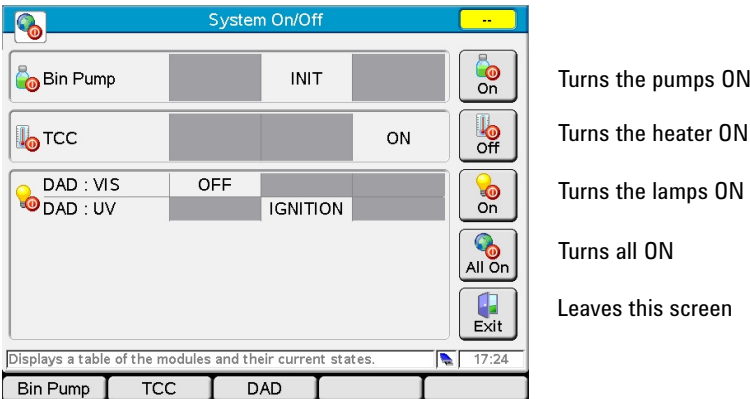 System On/Off
--
Bin Pump INIT On Turns the pumps ON
TCC ON Off Turns the heater ON
DAD : VIS OFF
DAD : UV IGNITION On Turns the lamps ON
All On Turns all ON
Exit Leaves this screen
Displays a table of the modules and their current states. 17:24
Bin Pump TCC DAD